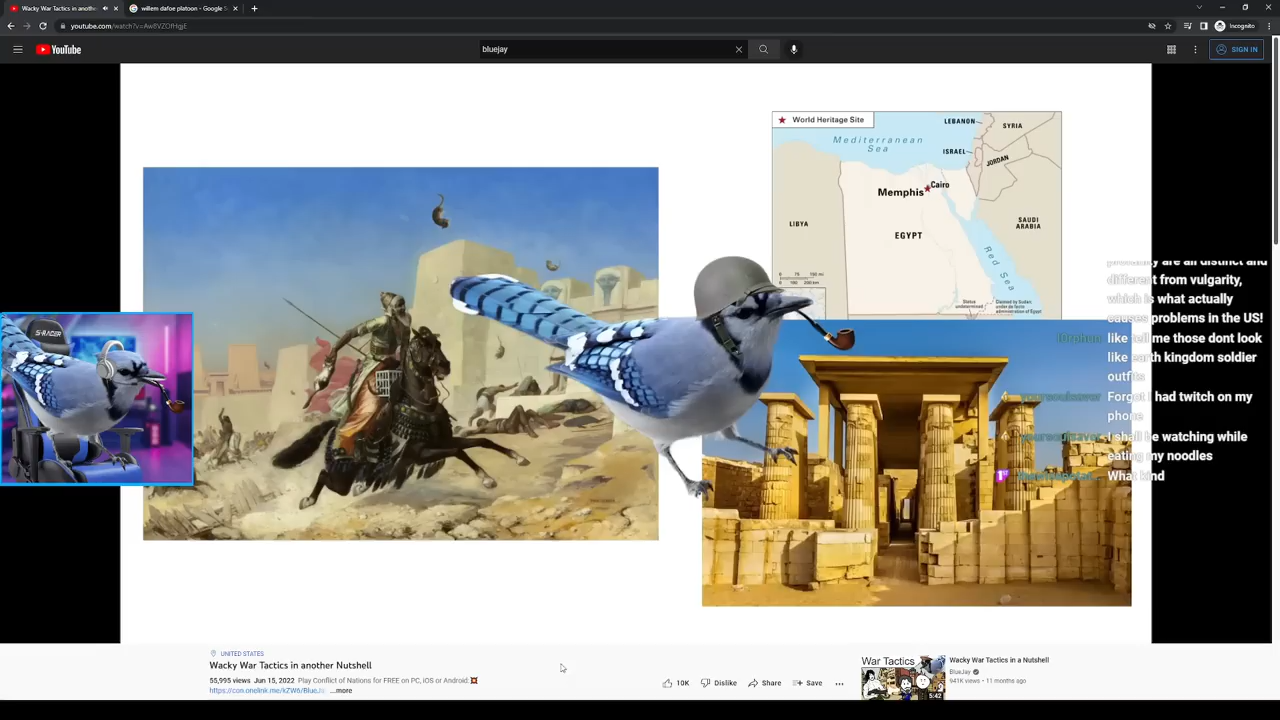 Wacky War Tactics in anothe
willem dafoe platoon - Google S
youtube.com/watch?v=Aw8VZOfHgjE
Incognito
YouTube
bluejay
SIGN IN
World Heritage Site
LEBANON
SYRIA
Mediterranean
Sea
ISRAEL
JORDAN
Cairo
Memphis
LIBYA
EGYPT
SAUDI
ARABIA
Red Sea
S-RACER
different from vulgarity,
which is what actually
causes problems in the US!
like tell me those dont look
like earth kingdom soldier
outfits
Forgot I had twitch on my
phone
I shall be watching while
eating my noodles
What kind
UNITED STATES
Wacky War Tactics in another Nutshell
55,995 views Jun 15, 2022 Play Conflict of Nations for FREE on PC, iOS or Android:
...more
10K
Dislike
Share
Save
War Tactics
5:42
Wacky War Tactics in a Nutshell
BlueJay
941K views • 11 months ago